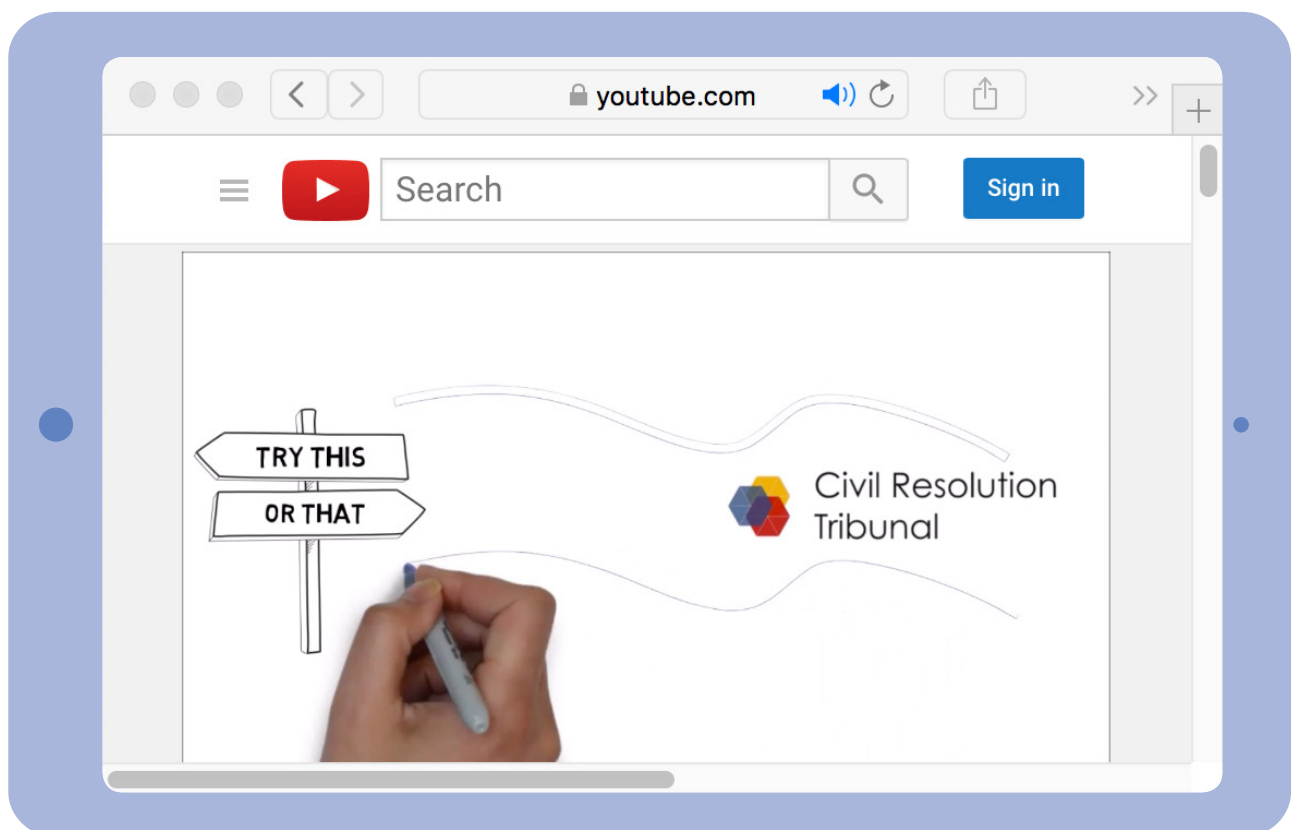 youtube.com
Search
Sign in
TRY THIS
OR THAT
Civil Resolution
Tribunal